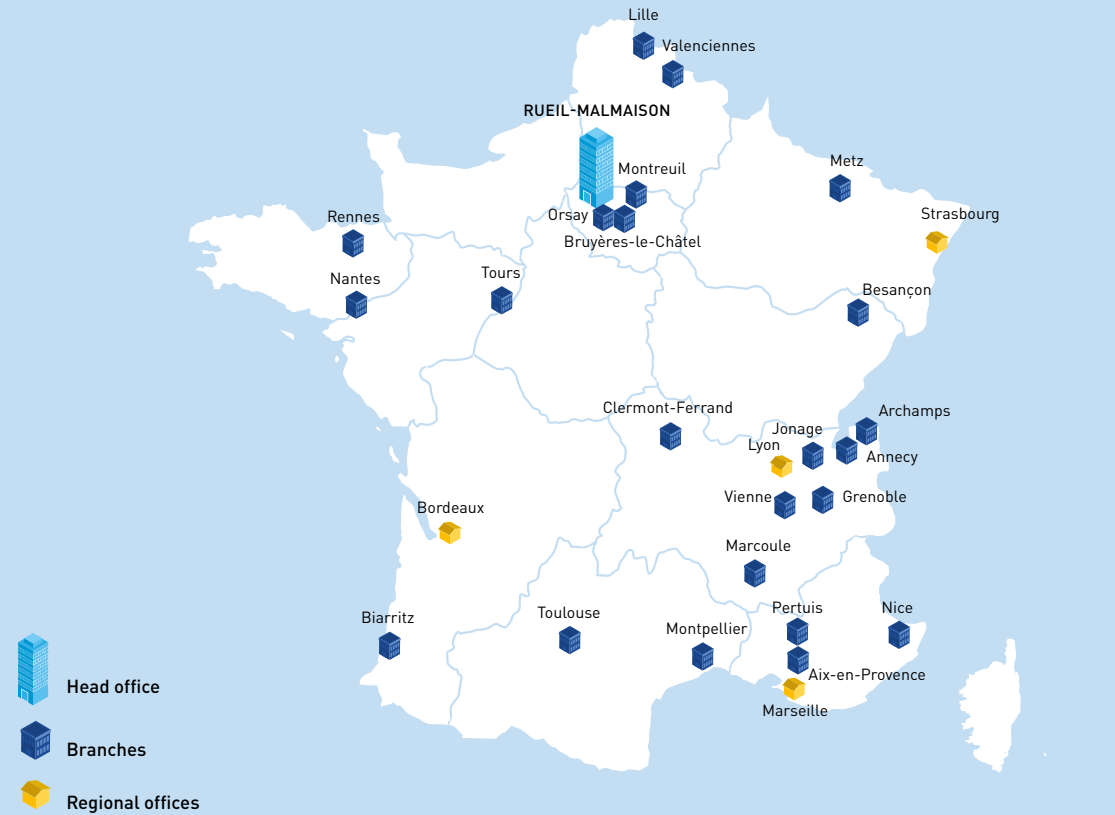 Lille
Valenciennes
RUEIL-MALMAISON
Montreuil
Metz
Orsay
Strasbourg
Rennes
Bruyères-le-Châtel
Nantes
Tours
Besançon
Clermont-Ferrand
Archamps
Jonage
Lyon
Annecy
Vienne
Grenoble
Bordeaux
Marcoule
Biarritz
Toulouse
Pertuis
Nice
Montpellier
Aix-en-Provence
Marseille
Head office
Branches
Regional offices